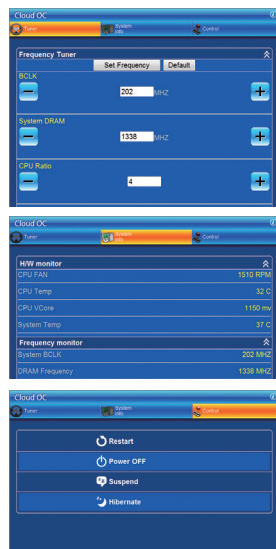 Cloud OC
Tuner
System Info
Control
Frequency Tuner
Set Frequency Default
BCLK
202 MHZ
System DRAM
1338 MHZ
CPU Ratio
4
Cloud OC
Tuner
System Info
Control
H/W monitor
CPU FAN 1510 RPM
CPU Temp 32 C
CPU VCore 1150 mv
System Temp 37 C
Frequency monitor
System BCLK 202 MHZ
DRAM Frequency 1338 MHZ
Cloud OC
Tuner
System Info
Control
Restart
Power OFF
Suspend
Hibernate